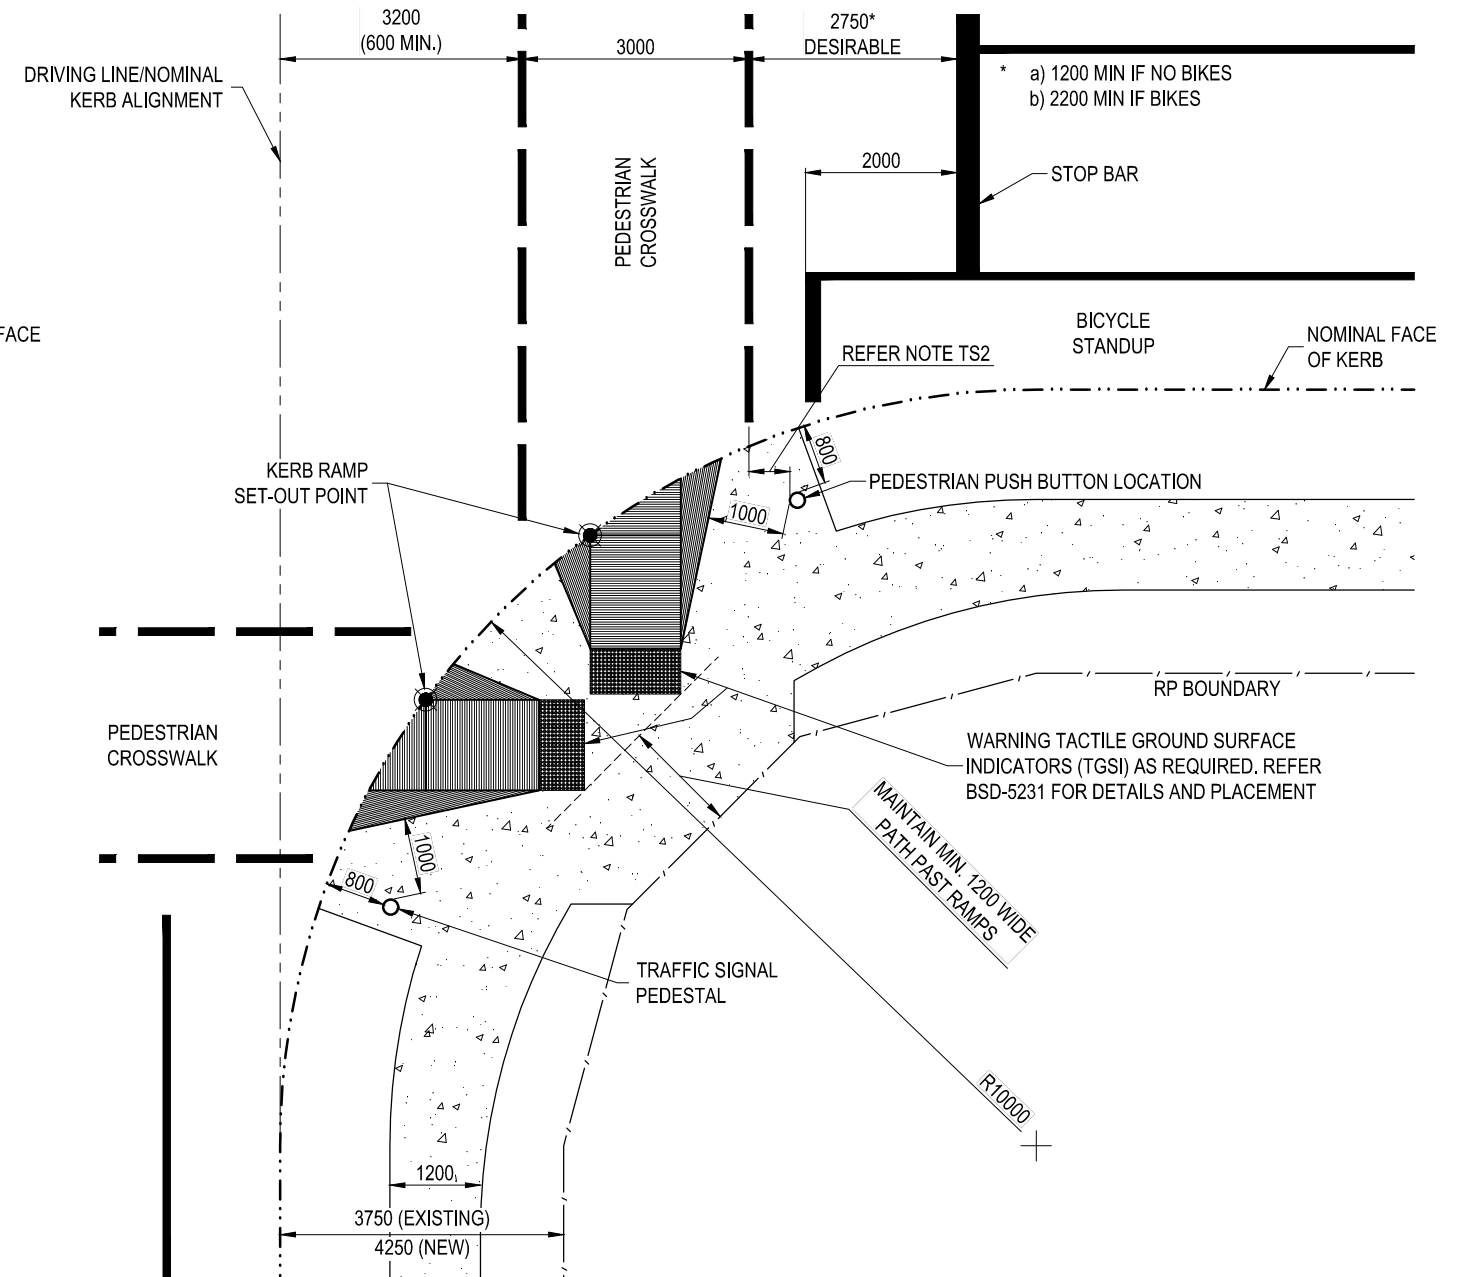 3200
(600 MIN.)
3000
2750*
DESIRABLE
* a) 1200 MIN IF NO BIKES
b) 2200 MIN IF BIKES
DRIVING LINE/NOMINAL
KERB ALIGNMENT
2000
STOP BAR
PEDESTRIAN
CROSSWALK
FACE
BICYCLE
STANDUP
NOMINAL FACE
OF KERB
REFER NOTE TS2
800
KERB RAMP
SET-OUT POINT
PEDESTRIAN PUSH BUTTON LOCATION
1000
RP BOUNDARY
PEDESTRIAN
CROSSWALK
WARNING TACTILE GROUND SURFACE
INDICATORS (TGSI) AS REQUIRED. REFER
BSD-5231 FOR DETAILS AND PLACEMENT
MAINTAIN MIN. 1200 WIDE
PATH PAST RAMPS
1000
800
TRAFFIC SIGNAL
PEDESTAL
R10000
1200
3750 (EXISTING)
4250 (NEW)